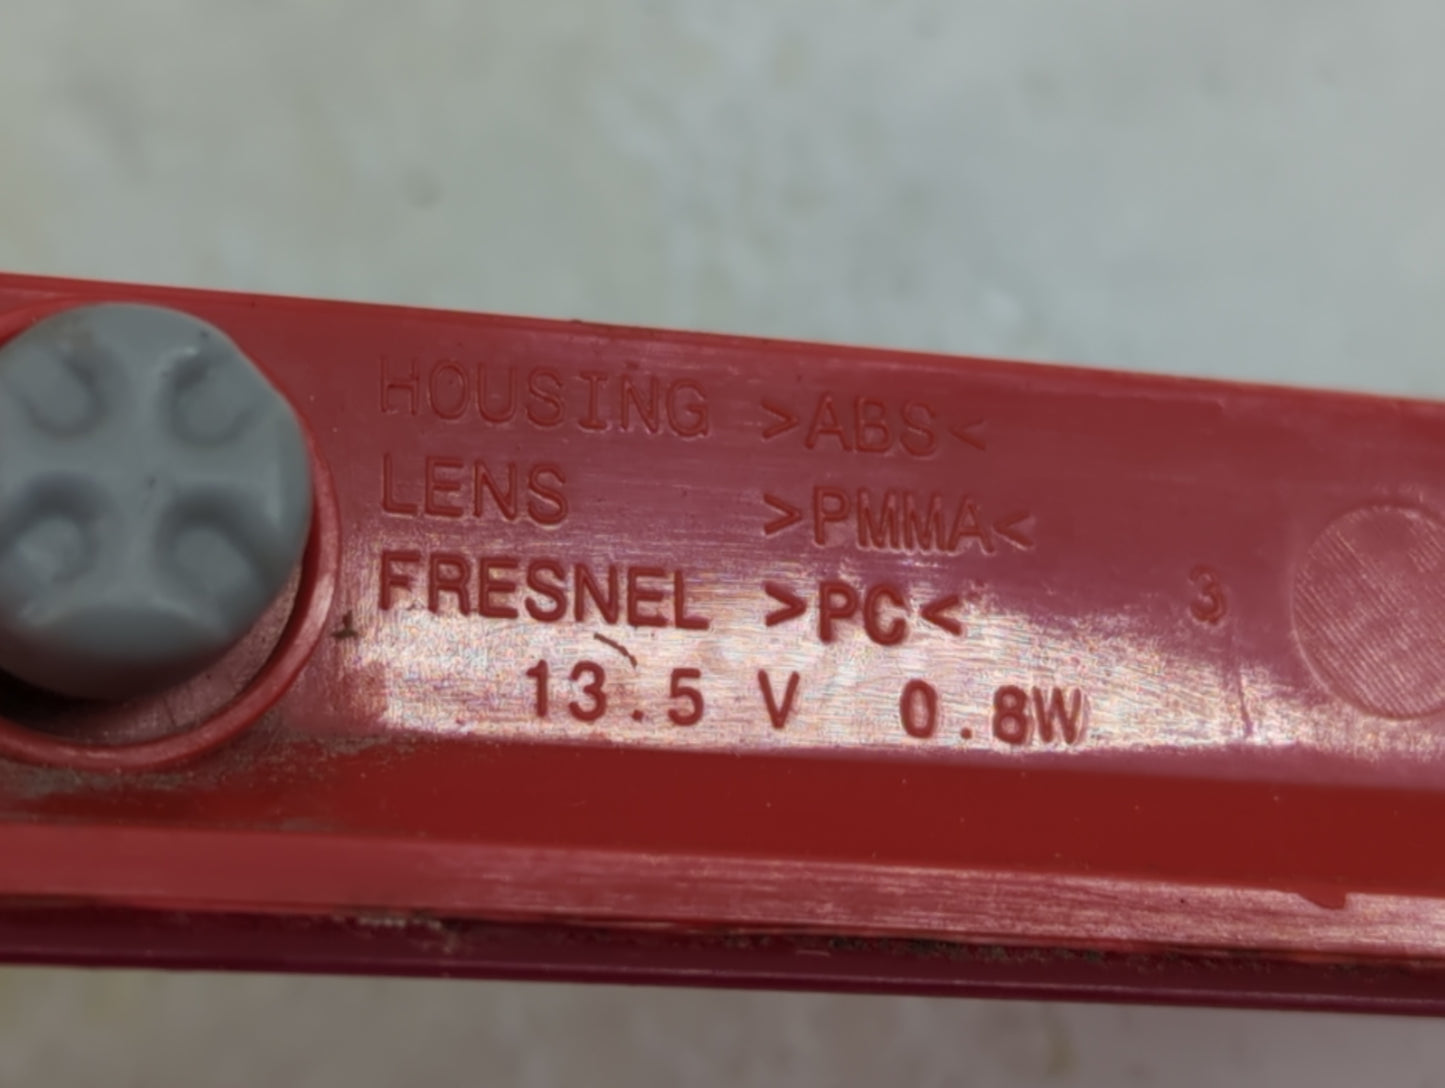 HOUSING >ABS<
LENS >PMMA<
FRESNEL >PC< 3
13.5 V 0.8W